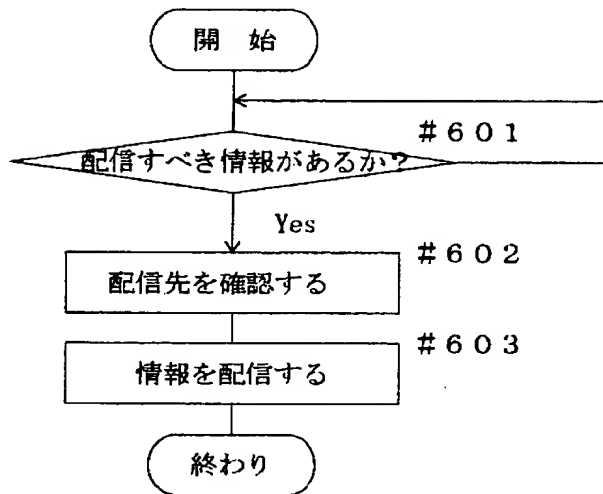 開　始
#６０１
配信すべき情報があるか？
Yes
#６０２
配信先を確認する
#６０３
情報を配信する
終わり